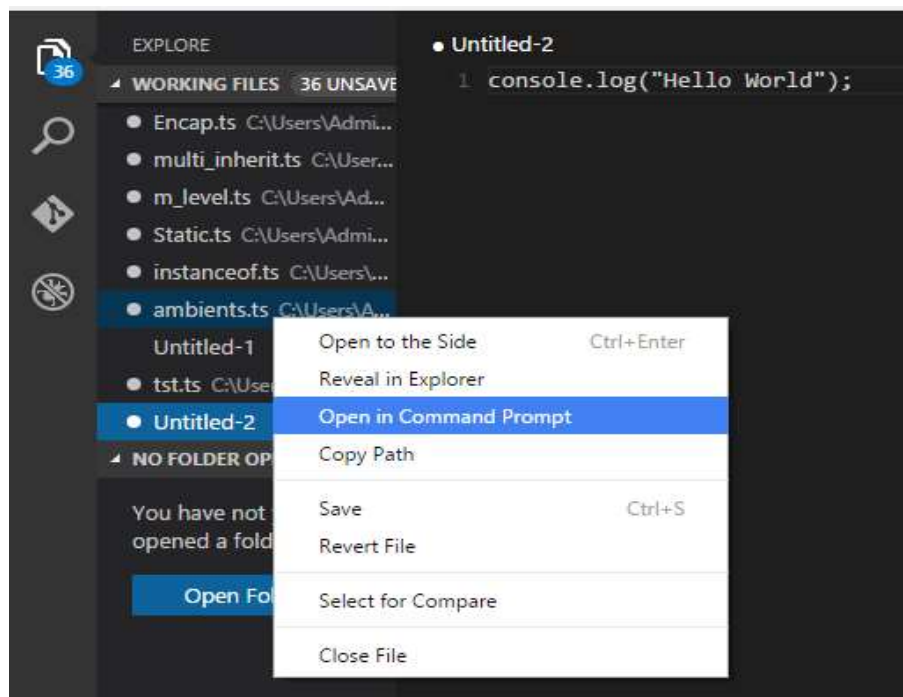 EXPLORE
36
WORKING FILES 36 UNSAVE
Encap.ts C:\Users\Admi...
multi_inherit.ts C:\User...
m_level.ts C:\Users\Ad...
Static.ts C:\Users\Admi...
instanceof.ts C:\Users\...
ambients.ts C:\Users\A...
Untitled-1
tst.ts C:\Use
Untitled-2
NO FOLDER OP
You have not
opened a fold
Open Fol
● Untitled-2
1 console.log("Hello World");
Open to the Side Ctrl+Enter
Reveal in Explorer
Open in Command Prompt
Copy Path
Save Ctrl+S
Revert File
Select for Compare
Close File